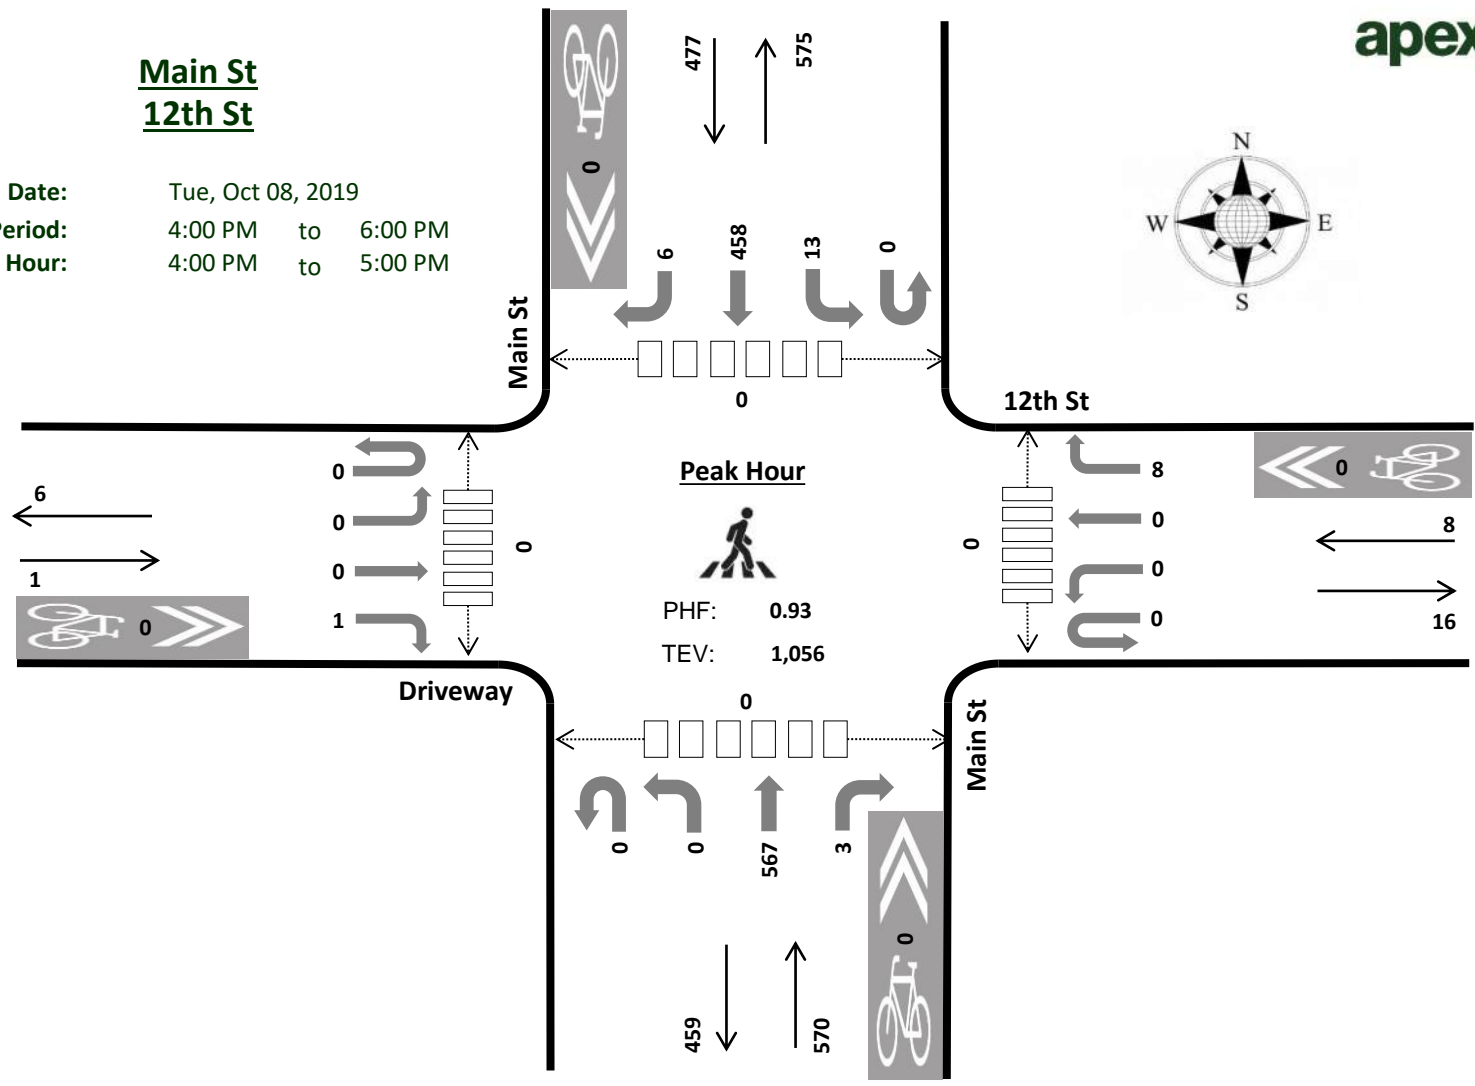 apex
Main St
12th St
Date: Tue, Oct 08, 2019
Period: 4:00 PM to 6:00 PM
Hour: 4:00 PM to 5:00 PM
477
575
0
6
458
13
0
N
W
E
S
Main St
0
12th St
0
0
0
1
6
1
0
0
Peak Hour
PHF: 0.93
TEV: 1,056
0
8
0
0
0
0
8
16
Driveway
0
Main St
0
0
567
3
0
459
570